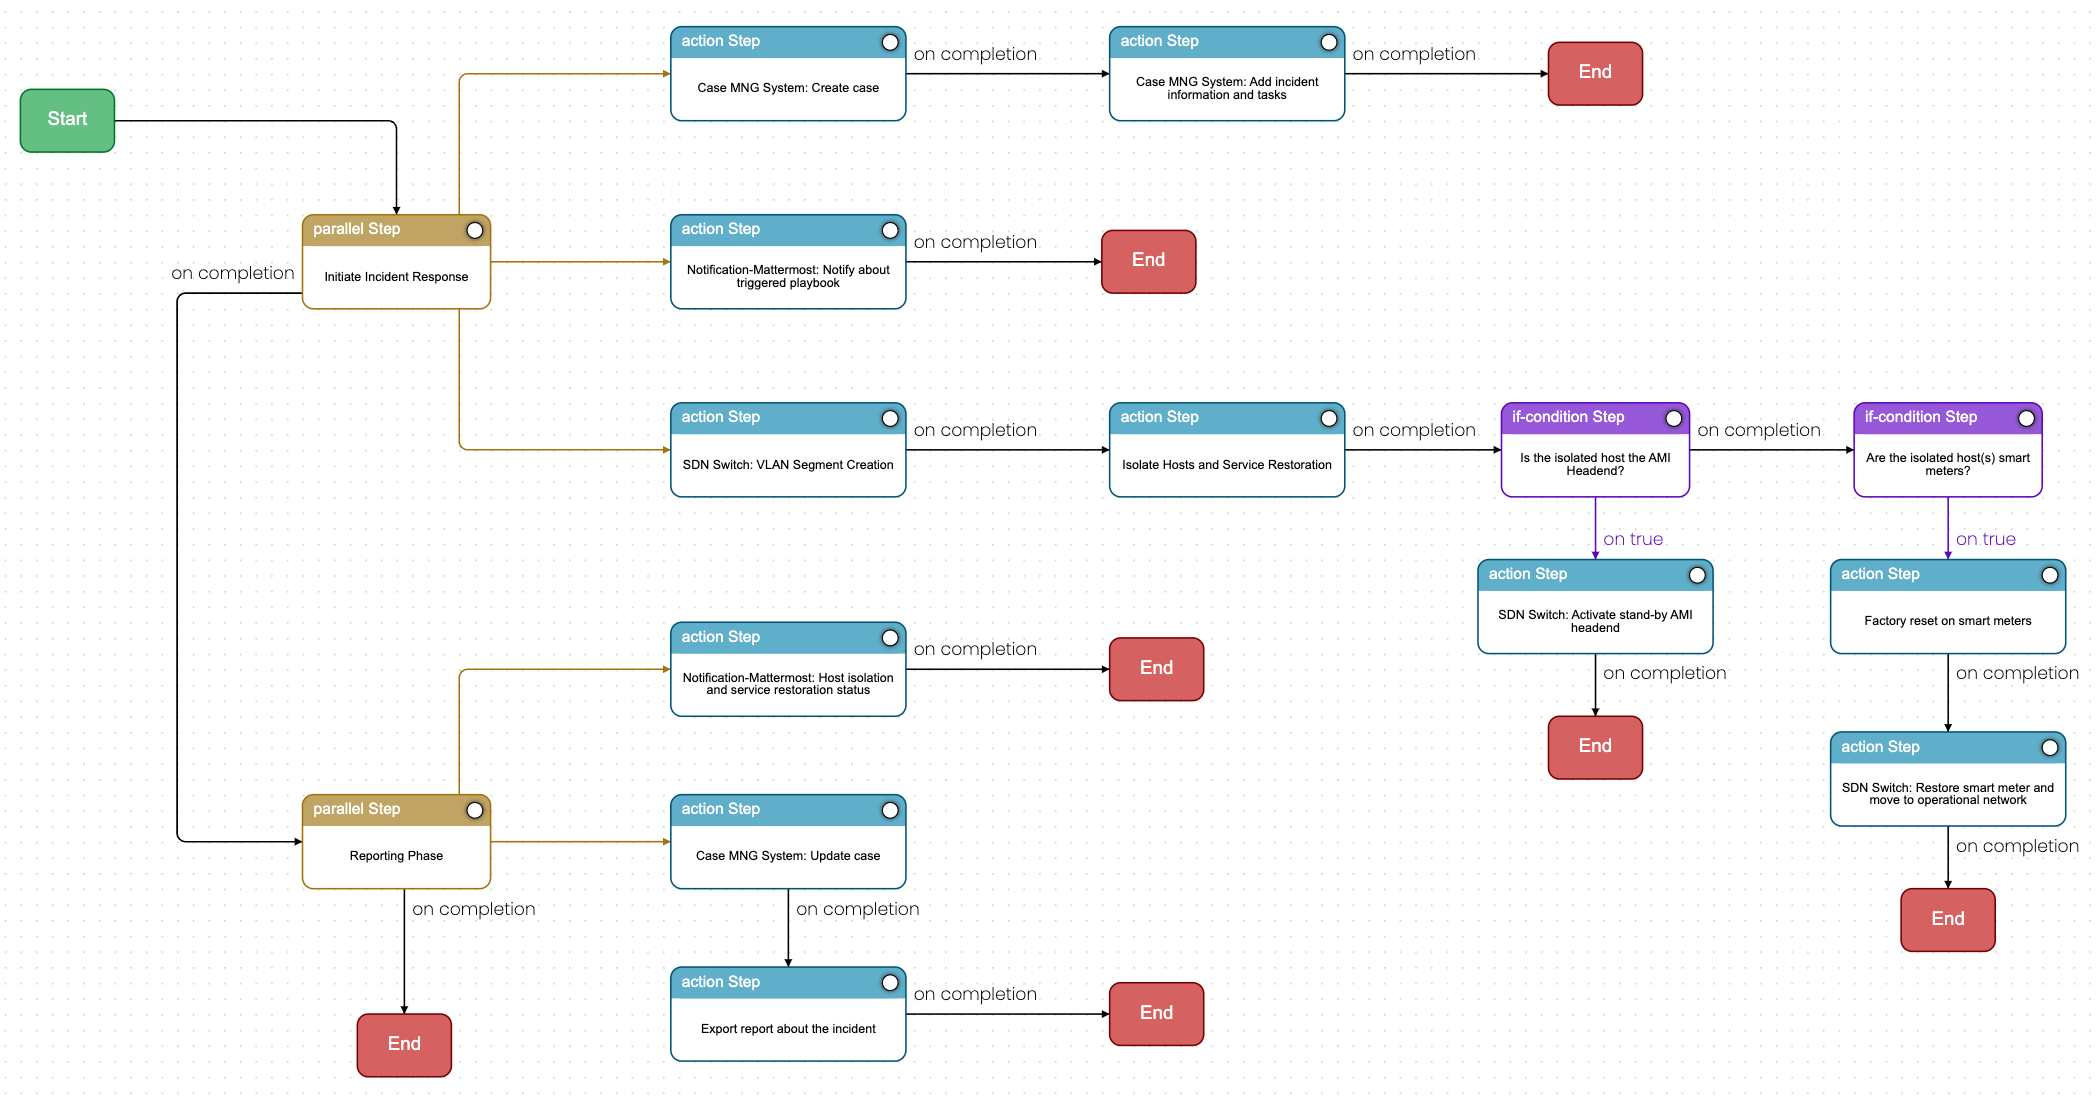 action Step
Case MNG System: Create case
on completion
action Step
Case MNG System: Add incident
information and tasks
on completion
End
Start
parallel Step
Initiate Incident Response
on completion
action Step
Notification-Mattermost: Notify about
triggered playbook
on completion
End
action Step
SDN Switch: VLAN Segment Creation
on completion
action Step
Isolate Hosts and Service Restoration
on completion
if-condition Step
Is the isolated host the AMI
Headend?
on completion
if-condition Step
Are the isolated host(s) smart
meters?
on true
on true
action Step
SDN Switch: Activate stand-by AMI
headend
on completion
End
action Step
Factory reset on smart meters
on completion
action Step
SDN Switch: Restore smart meter and
move to operational network
on completion
End
action Step
Notification-Mattermost: Host isolation
and service restoration status
on completion
End
parallel Step
Reporting Phase
on completion
End
action Step
Case MNG System: Update case
on completion
action Step
Export report about the incident
on completion
End